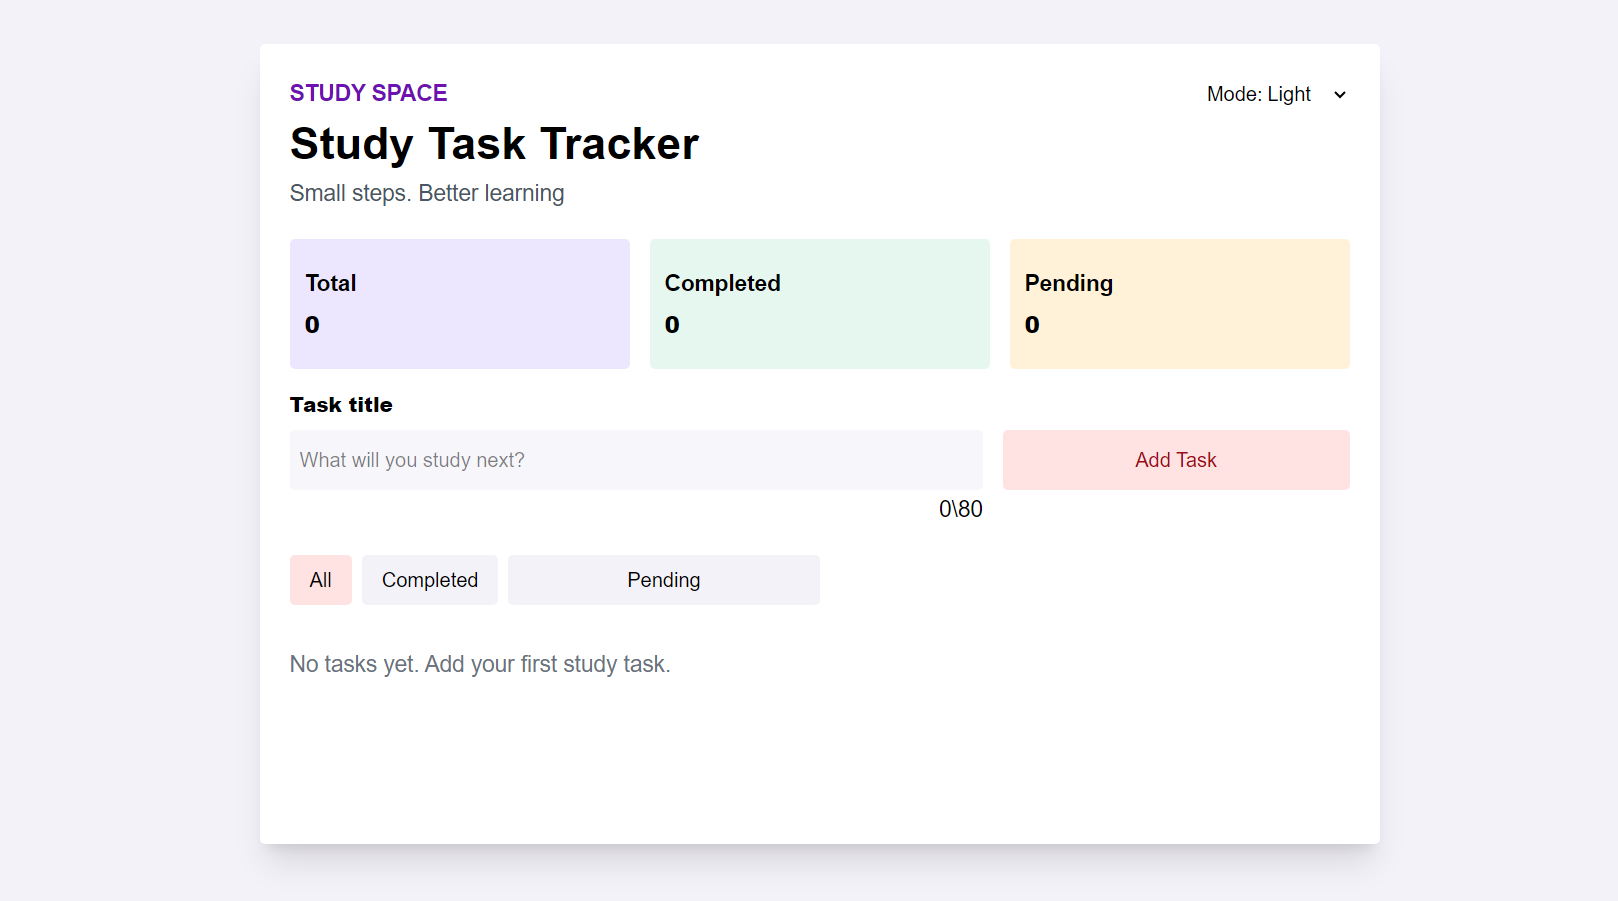 STUDY SPACE
Mode: Light
Study Task Tracker
Small steps. Better learning
Total
0
Completed
0
Pending
0
Task title
What will you study next?
Add Task
0\80
All
Completed
Pending
No tasks yet. Add your first study task.